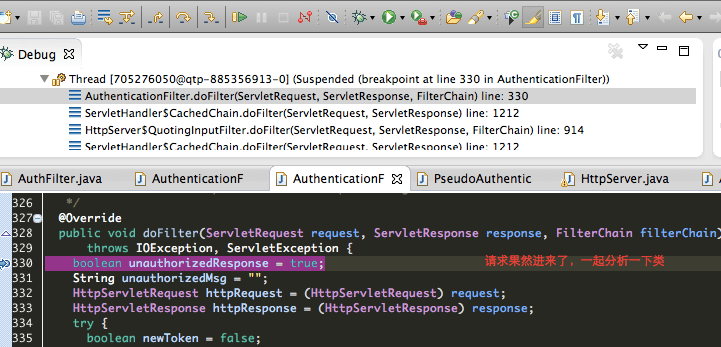 Debug
Thread [705276050@qtp-885356913-0] (Suspended (breakpoint at line 330 in AuthenticationFilter))
AuthenticationFilter.doFilter(ServletRequest, ServletResponse, FilterChain) line: 330
ServletHandler$CachedChain.doFilter(ServletRequest, ServletResponse) line: 1212
HttpServer$QuotingInputFilter.doFilter(ServletRequest, ServletResponse, FilterChain) line: 914
ServletHandler$CachedChain.doFilter(ServletRequest, ServletResponse) line: 1212
AuthFilter.java AuthenticationF AuthenticationF PseudoAuthentic HttpServer.java
326 */
327 @Override
328 public void doFilter(ServletRequest request, ServletResponse response, FilterChain filterChain)
329 throws IOException, ServletException {
330 boolean unauthorizedResponse = true; 请求果然进来了，一起分析一下类
331 String unauthorizedMsg = "";
332 HttpServletRequest httpRequest = (HttpServletRequest) request;
333 HttpServletResponse httpResponse = (HttpServletResponse) response;
334 try {
335 boolean newToken = false;